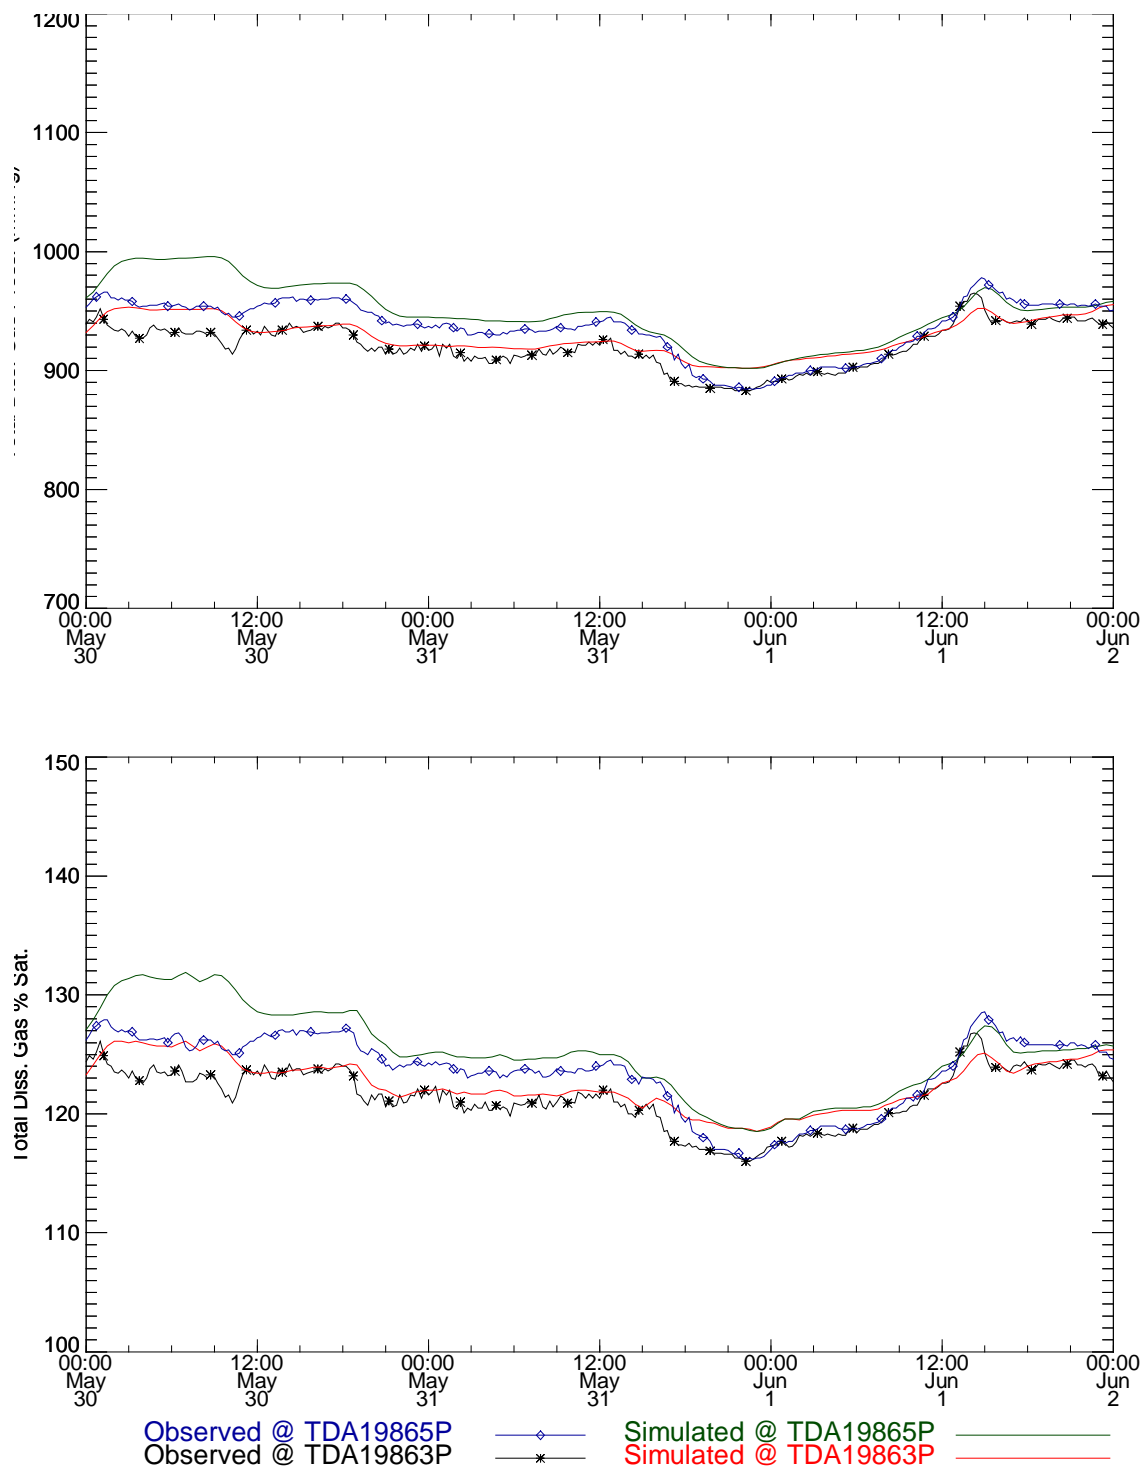 1200
1100
1000
900
800
700
00:00 12:00 00:00 12:00 00:00 12:00 00:00
May May May May Jun Jun Jun
30 30 31 31 1 1 2
150
140
130
120
110
100
Total Diss. Gas % Sat.
00:00 12:00 00:00 12:00 00:00 12:00 00:00
May May May May Jun Jun Jun
30 30 31 31 1 1 2
Observed @ TDA19865P Simulated @ TDA19865P
Observed @ TDA19863P Simulated @ TDA19863P